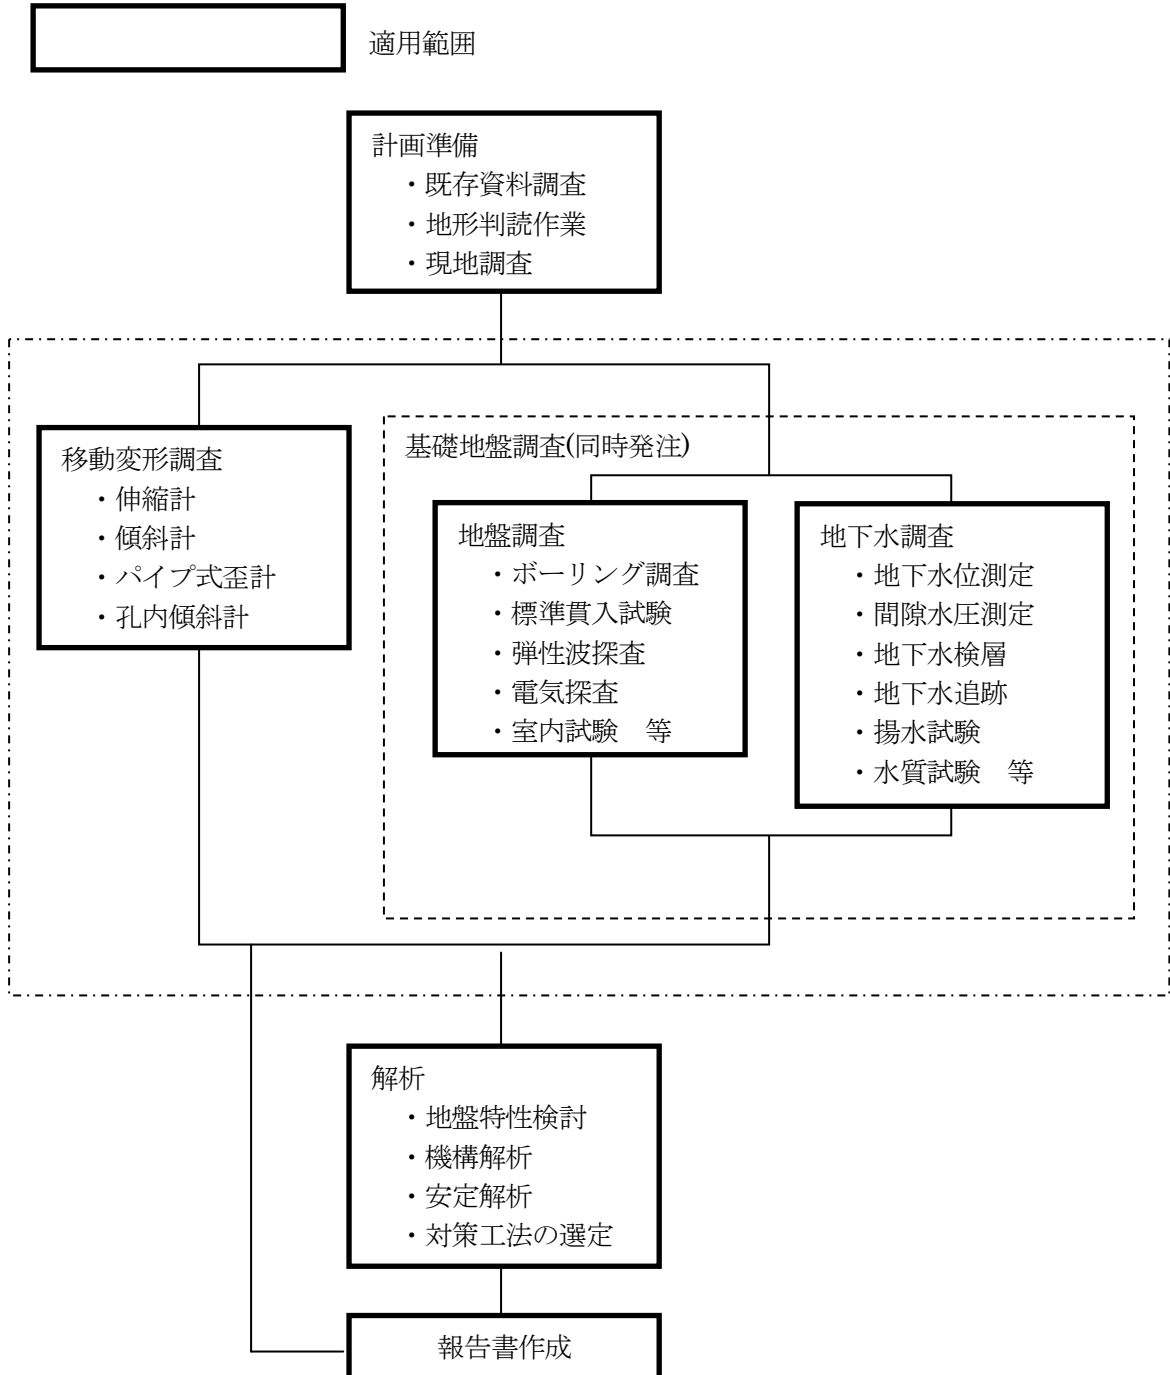 適用範囲
計画準備
・既存資料調査
・地形判読作業
・現地調査
移動変形調査
・伸縮計
・傾斜計
・パイプ式歪計
・孔内傾斜計
基礎地盤調査(同時発注)
地盤調査
・ボーリング調査
・標準貫入試験
・弾性波探査
・電気探査
・室内試験　等
地下水調査
・地下水位測定
・間隙水圧測定
・地下水検層
・地下水追跡
・揚水試験
・水質試験　等
解析
・地盤特性検討
・機構解析
・安定解析
・対策工法の選定
報告書作成